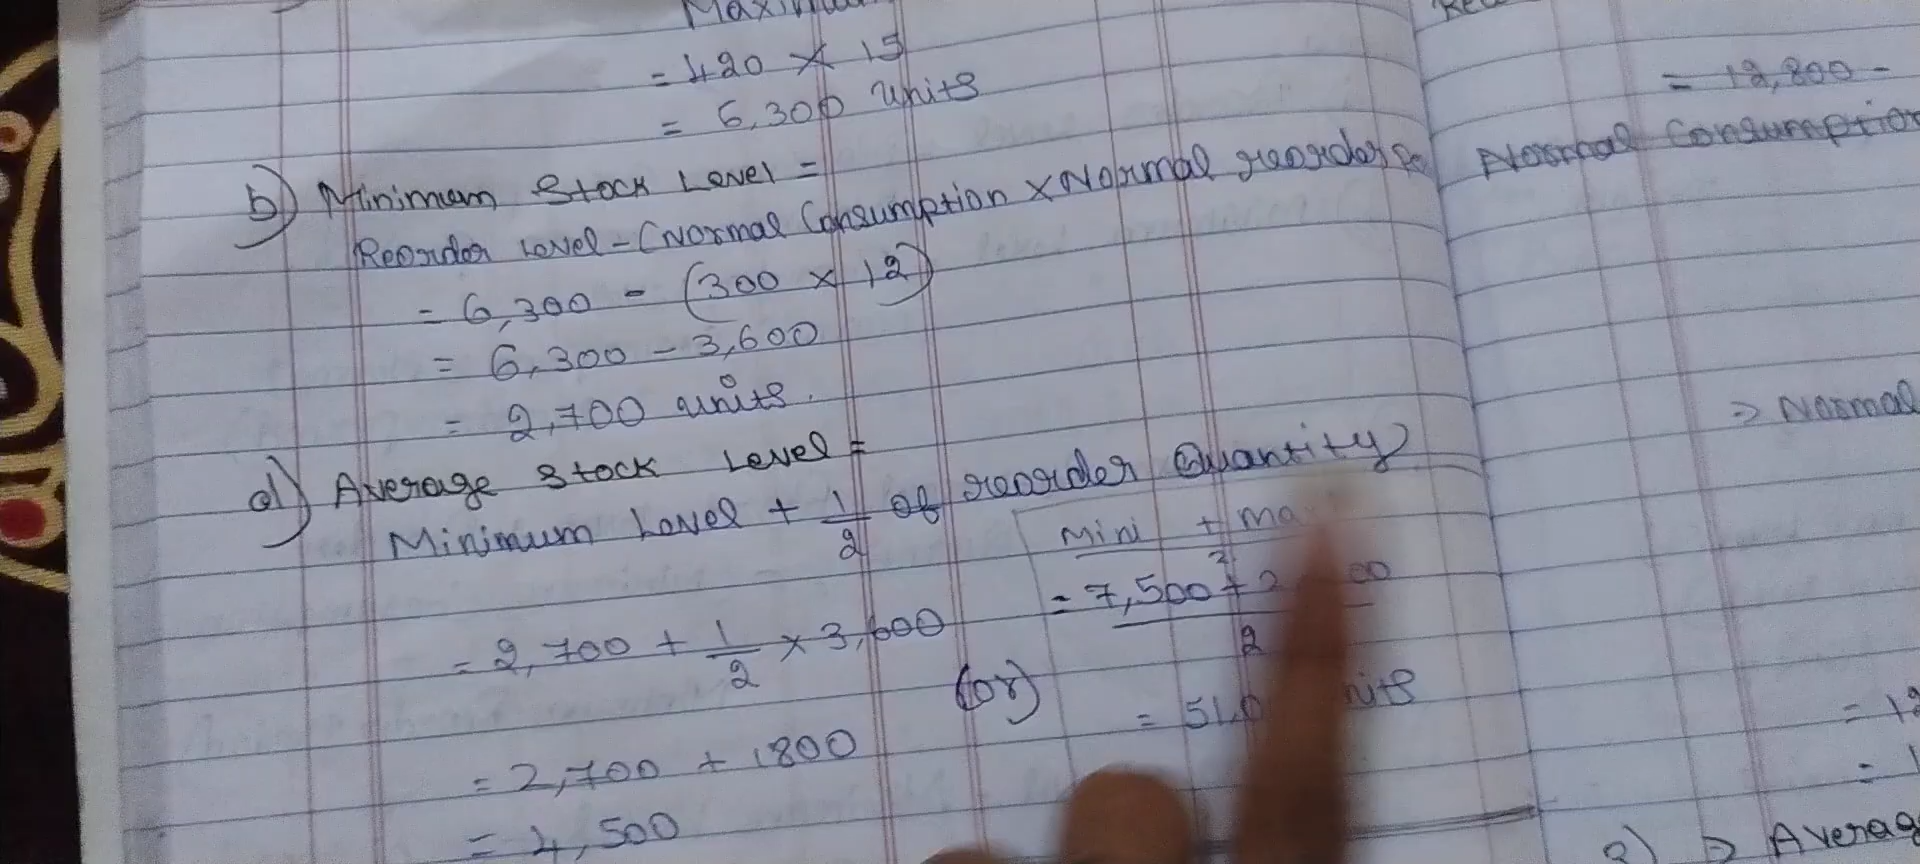 = 420 × 15
= 6,300 units
b) Minimum Stock Level =
Reorder Level - (Normal Consumption × Normal reorder
= 6,300 - (300 × 12)
= 6,300 - 3,600
= 2,700 units.
d) Average Stock Level =
Minimum Level + 1/2 of reorder Quantity
= 2,700 + 1/2 × 3,600
= 2,700 + 1800
= 4,500
(or)
Mini +
2
= 7,500 +
2
=
= 12,800 -
Normal Consumption
⇒ Normal
⇒ Averag